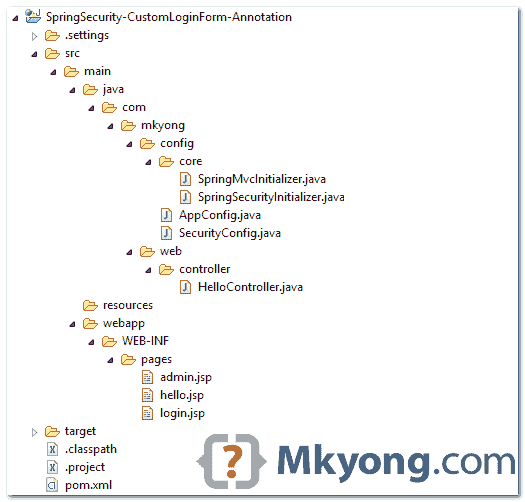 SpringSecurity-CustomLoginForm-Annotation
.settings
src
main
java
com
mkyong
config
core
SpringMvcInitializer.java
SpringSecurityInitializer.java
AppConfig.java
SecurityConfig.java
web
controller
HelloController.java
resources
webapp
WEB-INF
pages
admin.jsp
hello.jsp
login.jsp
target
.classpath
.project
pom.xml
{?} Mkyong.com